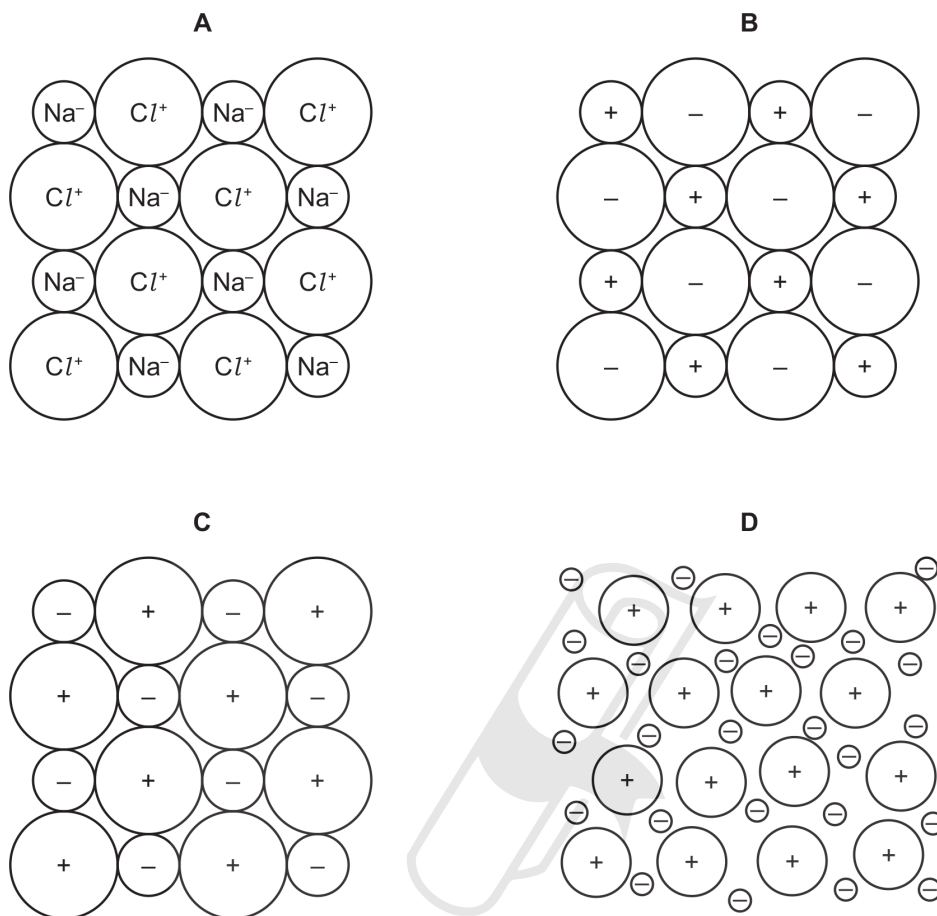 A B
Na⁻ Cl⁺ Na⁻ Cl⁺
Cl⁺ Na⁻ Cl⁺ Na⁻
Na⁻ Cl⁺ Na⁻ Cl⁺
Cl⁺ Na⁻ Cl⁺ Na⁻
+ – + –
– + – +
+ – + –
– + – +
C D
– + – +
+ – + –
– + – +
+ – + –
– – –
+ + + +
– – –
– – – –
+ + + +
– – – – –
– +
+ + +
– – – –
+ + + +
– – – –